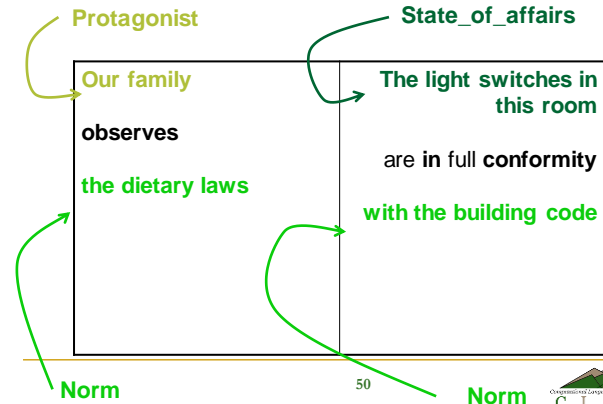 Protagonist
State_of_affairs
Our family
observes
the dietary laws
The light switches in
this room
are in full conformity
with the building code
Norm
50
Norm